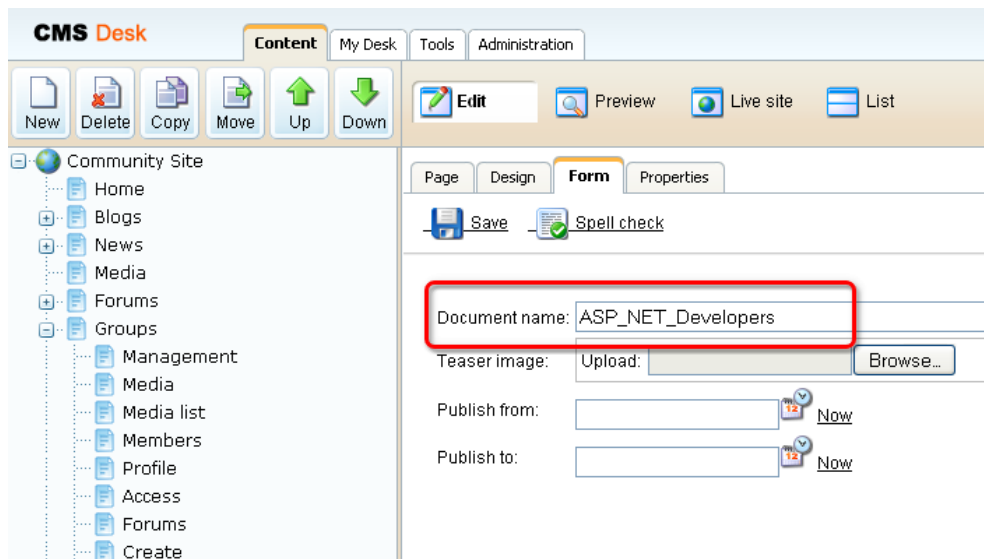 CMS Desk
Content My Desk Tools Administration
New Delete Copy Move Up Down
Edit Preview Live site List
Community Site
Home
Blogs
News
Media
Forums
Groups
Management
Media
Media list
Members
Profile
Access
Forums
Create
Page Design Form Properties
Save Spell check
Document name: ASP_NET_Developers
Teaser image: Upload: Browse...
Publish from: 12 Now
Publish to: 12 Now